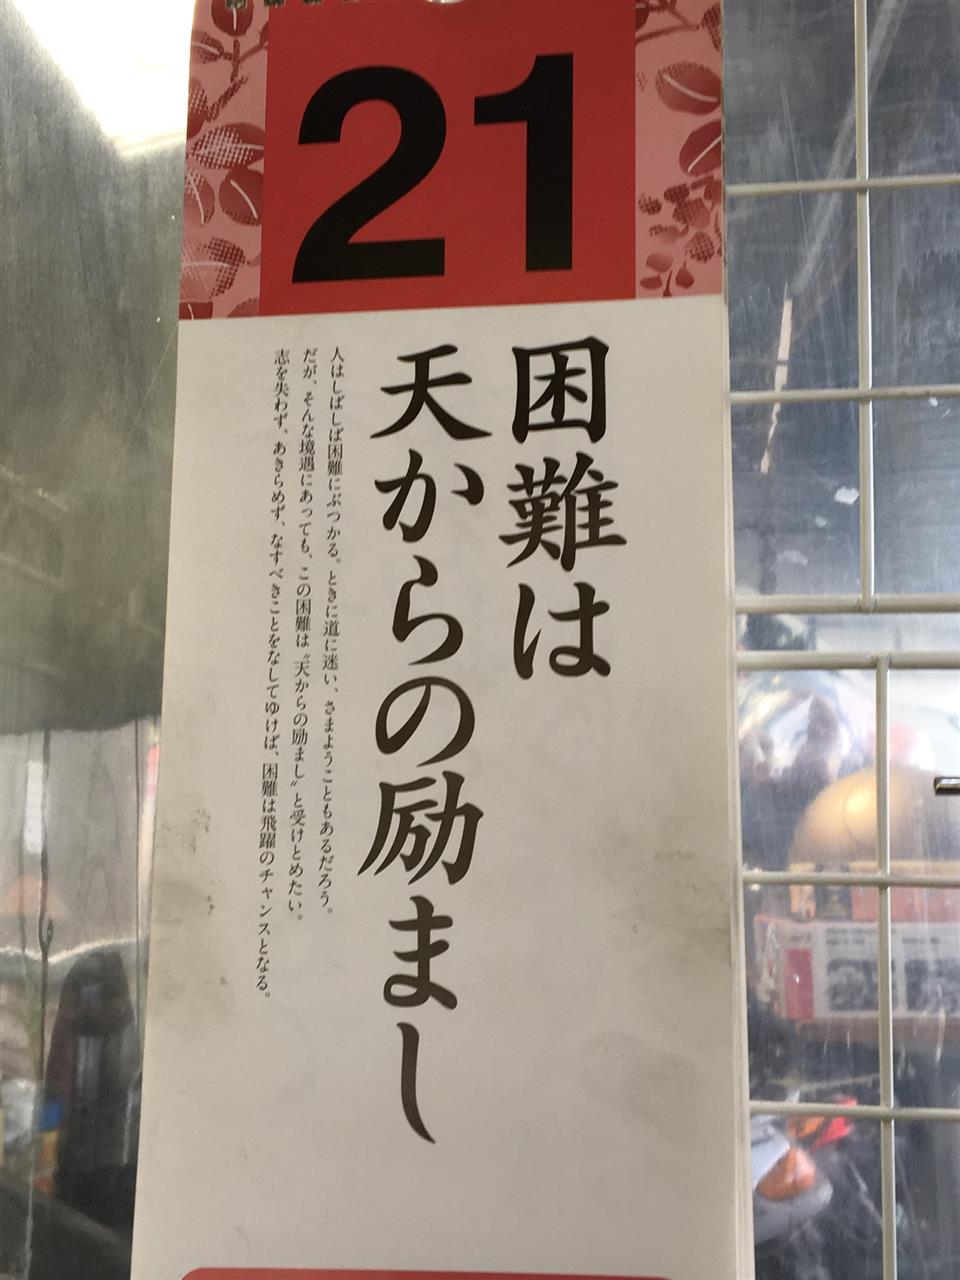 21
困難は
天からの励まし
人はしばしば困難にぶつかる。ときに道に迷い、さまようこともあるだろう。
だが、そんな境遇にあっても、この困難は〝天からの励まし〟と受けとめたい。
志を失わず、あきらめず、なすべきことをなしてゆけば、困難は飛躍のチャンスとなる。